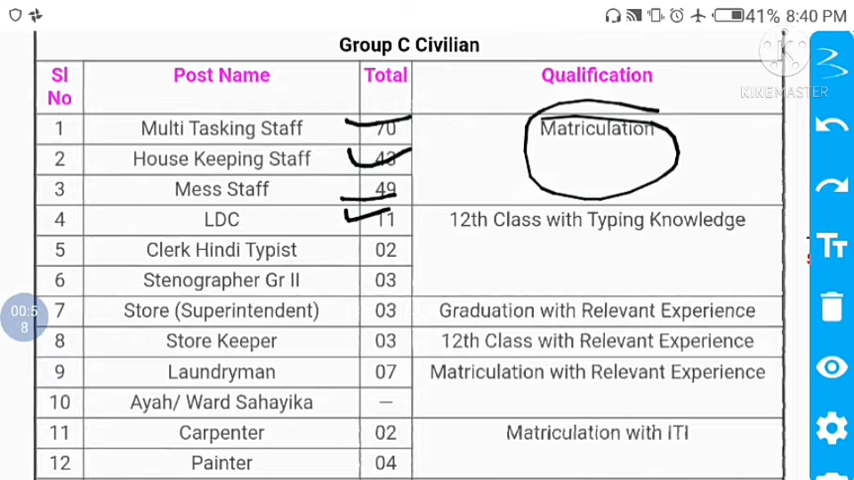 41% 8:40 PM
Group C Civilian
Sl No Post Name Total Qualification
KINEMASTER
1 Multi Tasking Staff 70 Matriculation
2 House Keeping Staff 43
3 Mess Staff 49
4 LDC 11 12th Class with Typing Knowledge
5 Clerk Hindi Typist 02
6 Stenographer Gr II 03
7 Store (Superintendent) 03 Graduation with Relevant Experience
00:58
8 Store Keeper 03 12th Class with Relevant Experience
9 Laundryman 07 Matriculation with Relevant Experience
10 Ayah/ Ward Sahayika —
11 Carpenter 02 Matriculation with ITI
12 Painter 04
TT